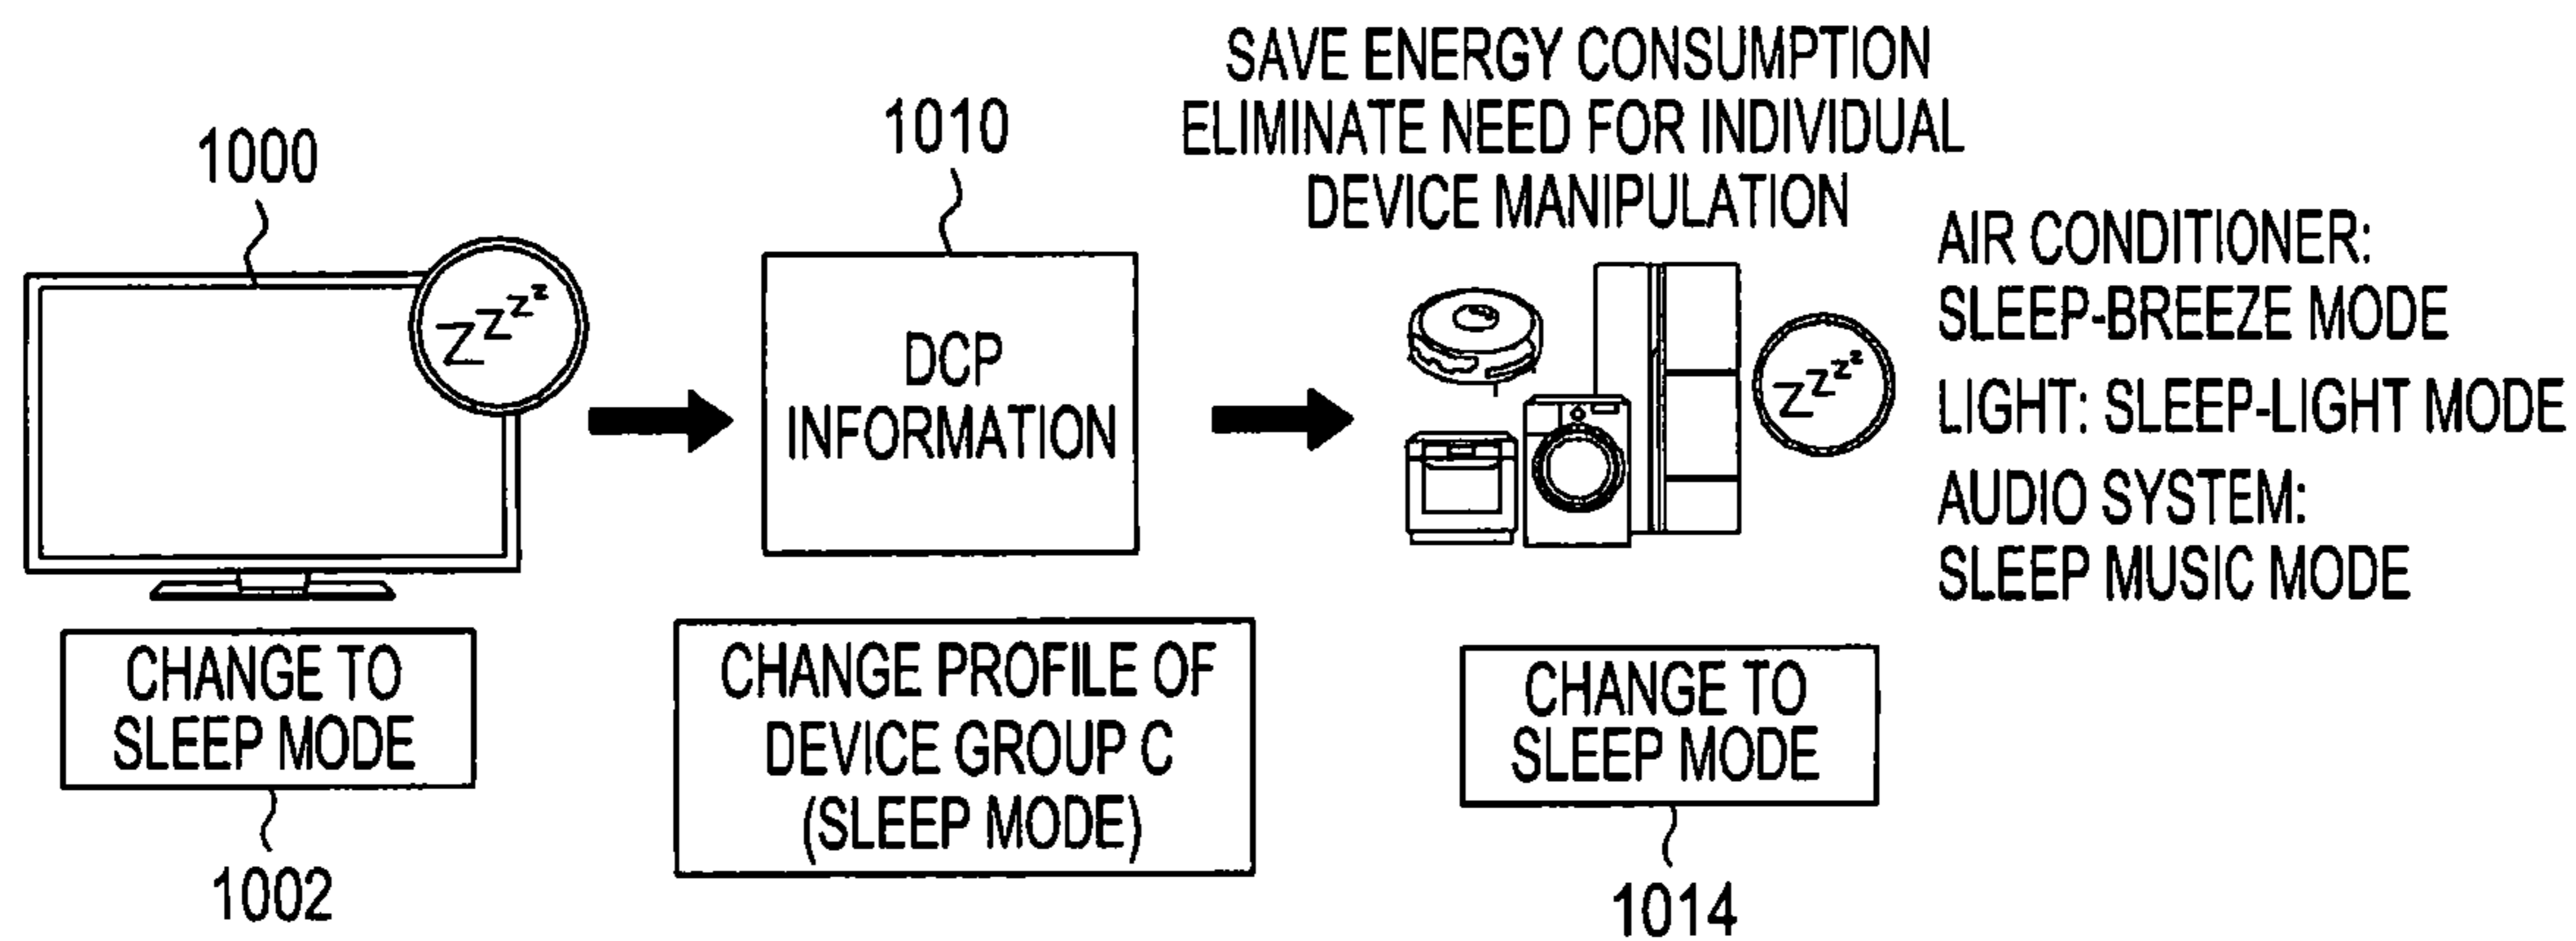 1000
Zzzz
CHANGE TO
SLEEP MODE
1002
1010
DCP
INFORMATION
CHANGE PROFILE OF
DEVICE GROUP C
(SLEEP MODE)
SAVE ENERGY CONSUMPTION
ELIMINATE NEED FOR INDIVIDUAL
DEVICE MANIPULATION
Zzzz
CHANGE TO
SLEEP MODE
1014
AIR CONDITIONER:
SLEEP-BREEZE MODE
LIGHT: SLEEP-LIGHT MODE
AUDIO SYSTEM:
SLEEP MUSIC MODE